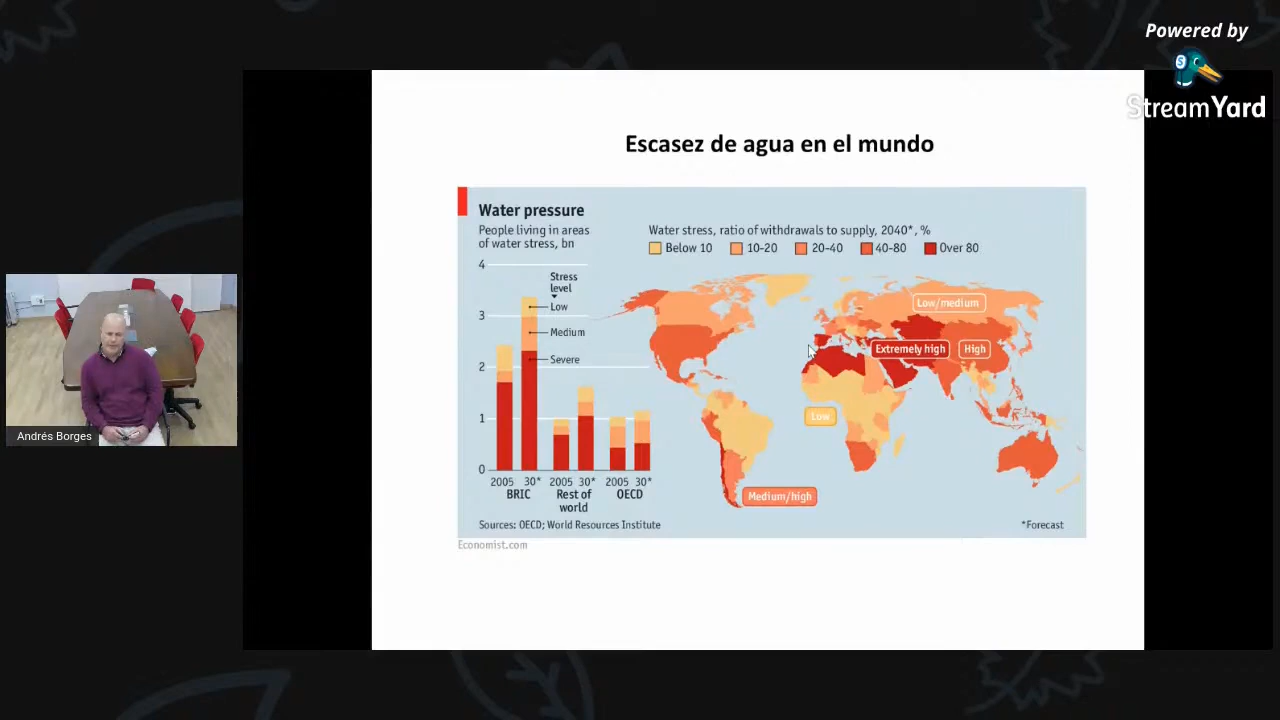 Powered by
StreamYard
Escasez de agua en el mundo
Water pressure
People living in areas
of water stress, bn
4
3
2
1
0
Stress
level
Low
Medium
Severe
2005 30* 2005 30* 2005 30*
BRIC Rest of world OECD
Sources: OECD; World Resources Institute
Water stress, ratio of withdrawals to supply, 2040*, %
Below 10 10-20 20-40 40-80 Over 80
Low/medium
Extremely high
High
Low
Medium/high
*Forecast
Economist.com
Andrés Borges